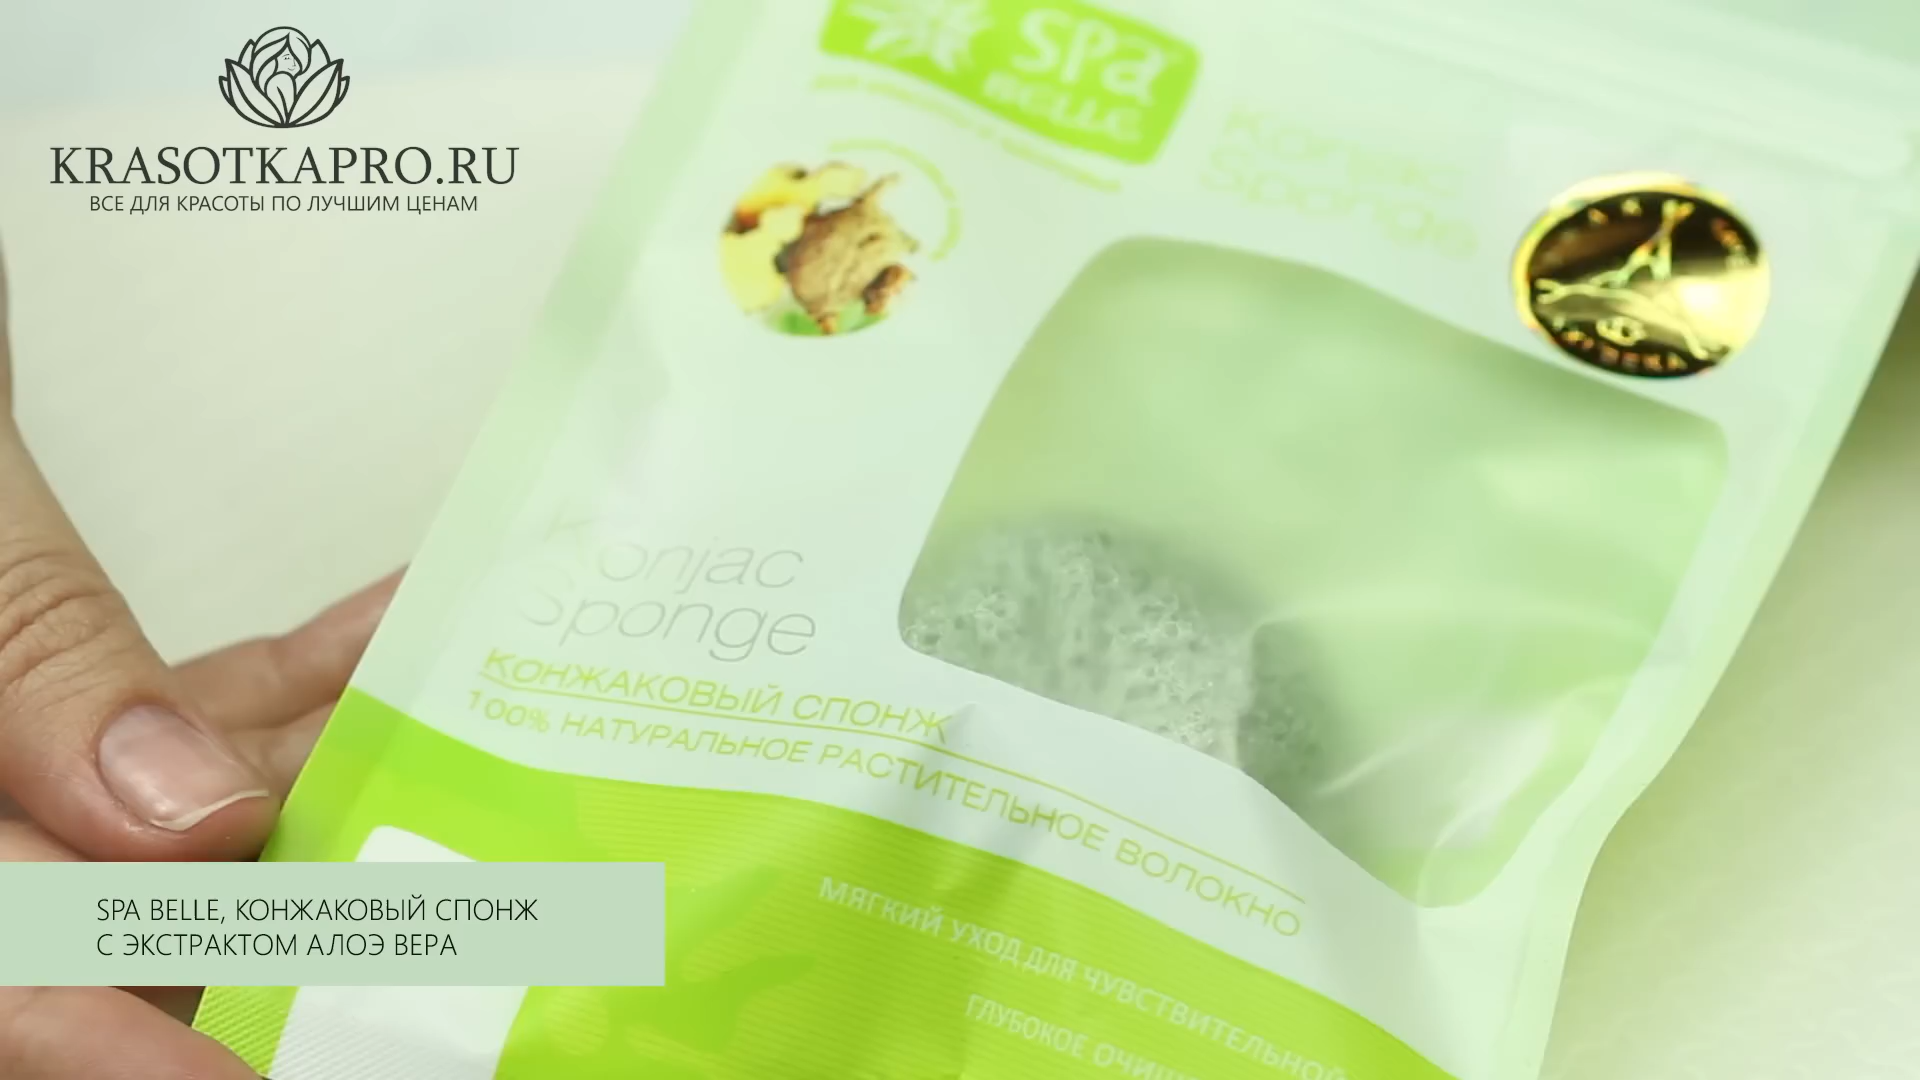 KRASOTKAPRO.RU
ВСЕ ДЛЯ КРАСОТЫ ПО ЛУЧШИМ ЦЕНАМ
spa
BELLE
Konjac
Sponge
Konjac
Sponge
КОНЖАКОВЫЙ СПОНЖ
100% НАТУРАЛЬНОЕ РАСТИТЕЛЬНОЕ ВОЛОКНО
МЯГКИЙ УХОД ДЛЯ ЧУВСТВИТЕЛЬНОЙ
ГЛУБОКОЕ
SPA BELLE, КОНЖАКОВЫЙ СПОНЖ
С ЭКСТРАКТОМ АЛОЭ ВЕРА